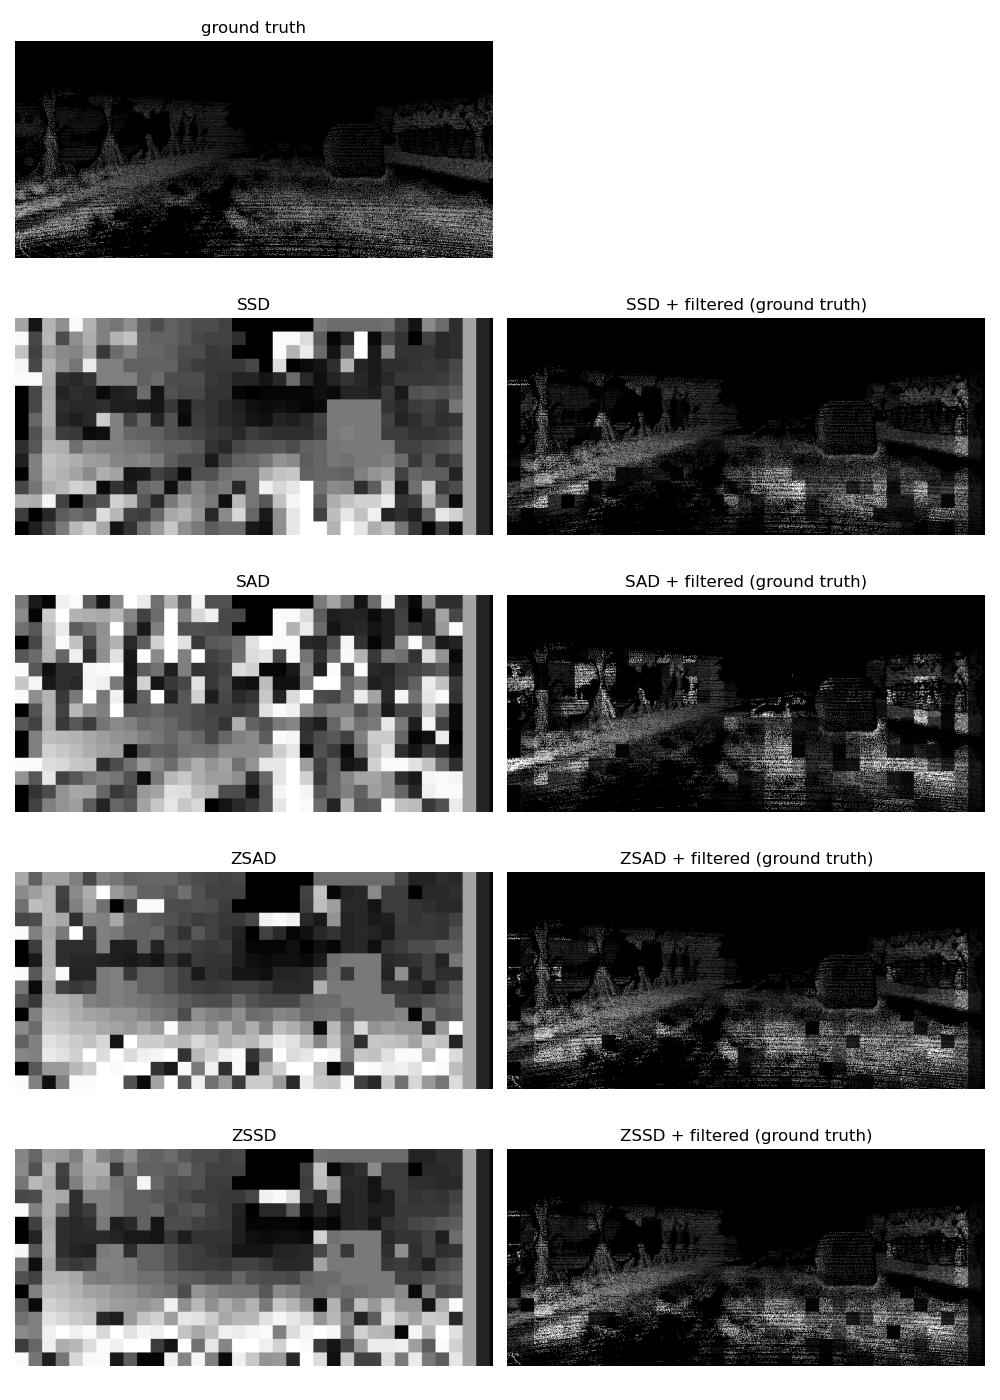 ground truth
SSD
SSD + filtered (ground truth)
SAD
SAD + filtered (ground truth)
ZSAD
ZSAD + filtered (ground truth)
ZSSD
ZSSD + filtered (ground truth)